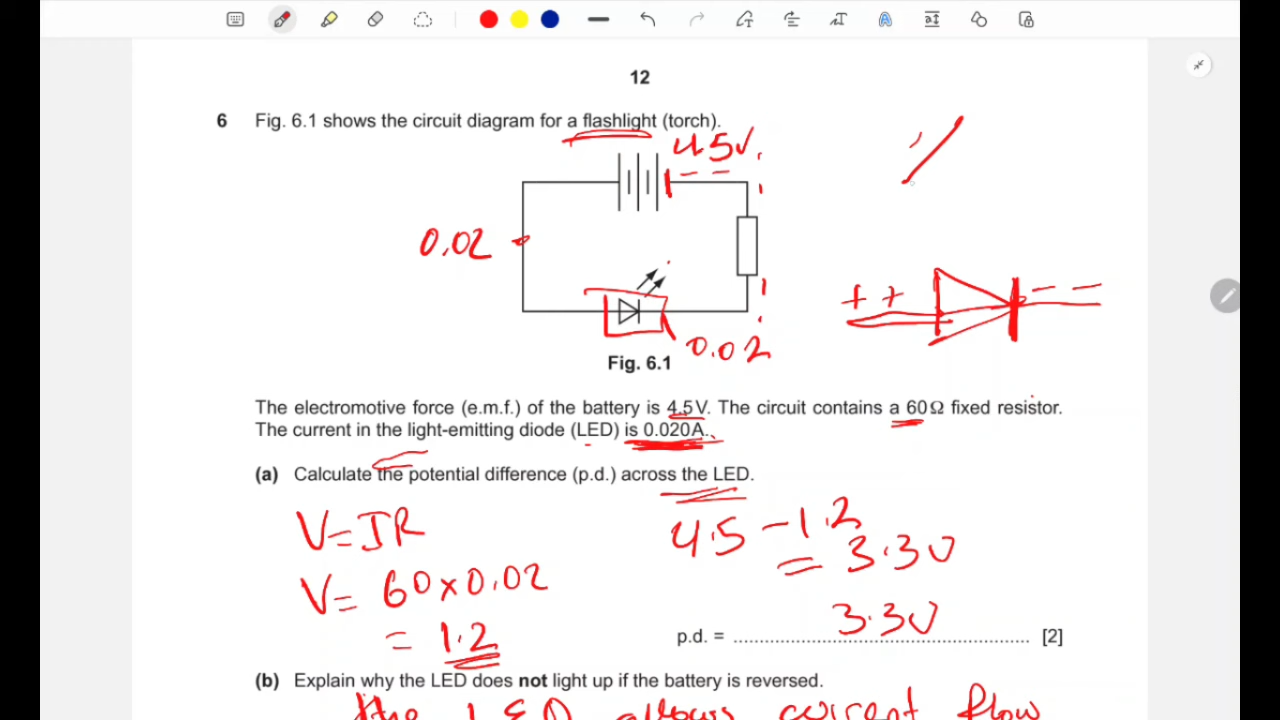 12
6 Fig. 6.1 shows the circuit diagram for a flashlight (torch).
4.5V.
0.02
+ + - -
0.02
Fig. 6.1
The electromotive force (e.m.f.) of the battery is 4.5V. The circuit contains a 60Ω fixed resistor.
The current in the light-emitting diode (LED) is 0.020A.
(a) Calculate the potential difference (p.d.) across the LED.
V=IR
4.5 - 1.2
= 3.3V
V= 60×0.02
= 1.2
3.3V
p.d. = ........................................................ [2]
(b) Explain why the LED does not light up if the battery is reversed.
the LED allows current flow